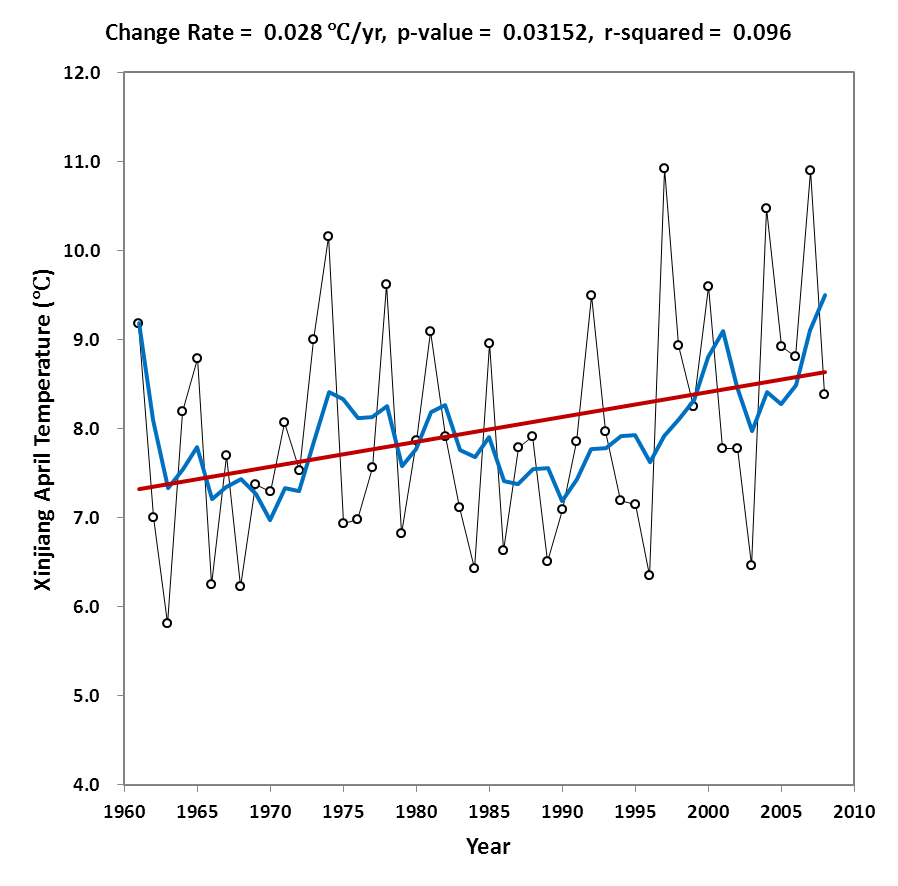 Change Rate = 0.028 ℃/yr, p-value = 0.03152, r-squared = 0.096
12.0
11.0
10.0
9.0
8.0
7.0
6.0
5.0
4.0
Xinjiang April Temperature (℃)
1960 1965 1970 1975 1980 1985 1990 1995 2000 2005 2010
Year